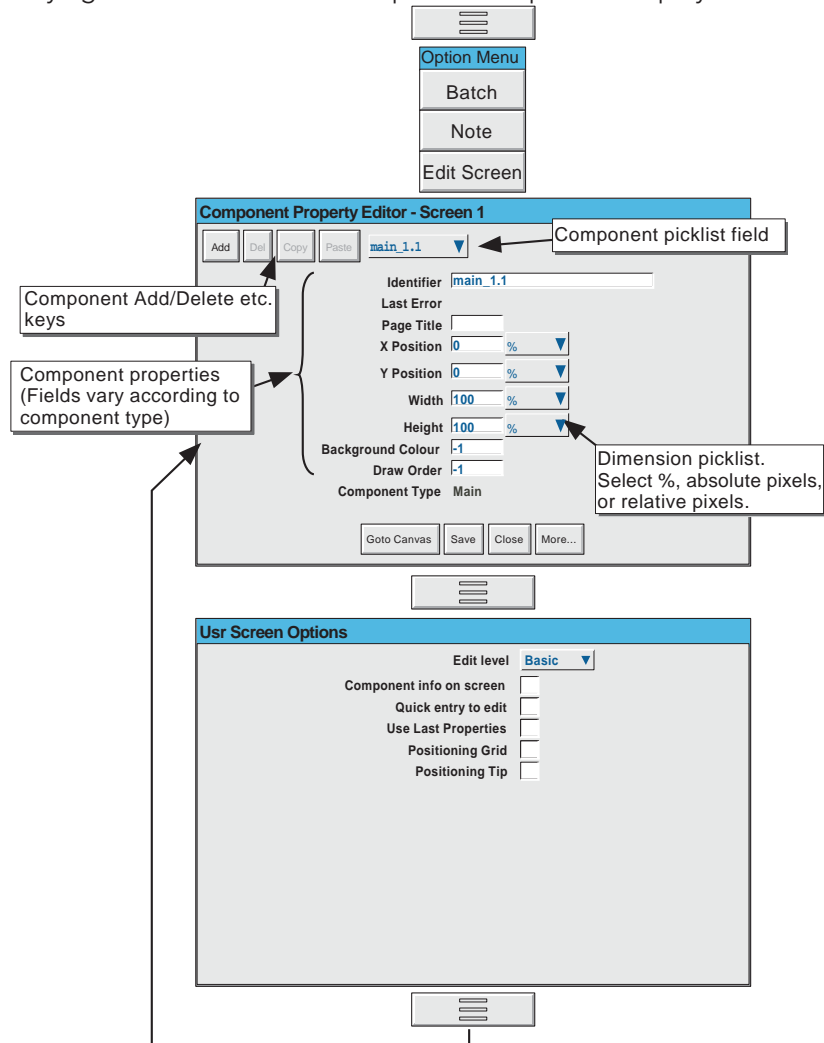 Option Menu
Batch
Note
Edit Screen
Component Property Editor - Screen 1
Add Del Copy Paste main_1.1
Component picklist field
Component Add/Delete etc.
keys
Identifier main_1.1
Last Error
Page Title
X Position 0 %
Y Position 0 %
Width 100 %
Height 100 %
Background Colour -1
Draw Order -1
Component Type Main
Component properties
(Fields vary according to
component type)
Dimension picklist.
Select %, absolute pixels,
or relative pixels.
Goto Canvas Save Close More...
Usr Screen Options
Edit level Basic
Component info on screen
Quick entry to edit
Use Last Properties
Positioning Grid
Positioning Tip